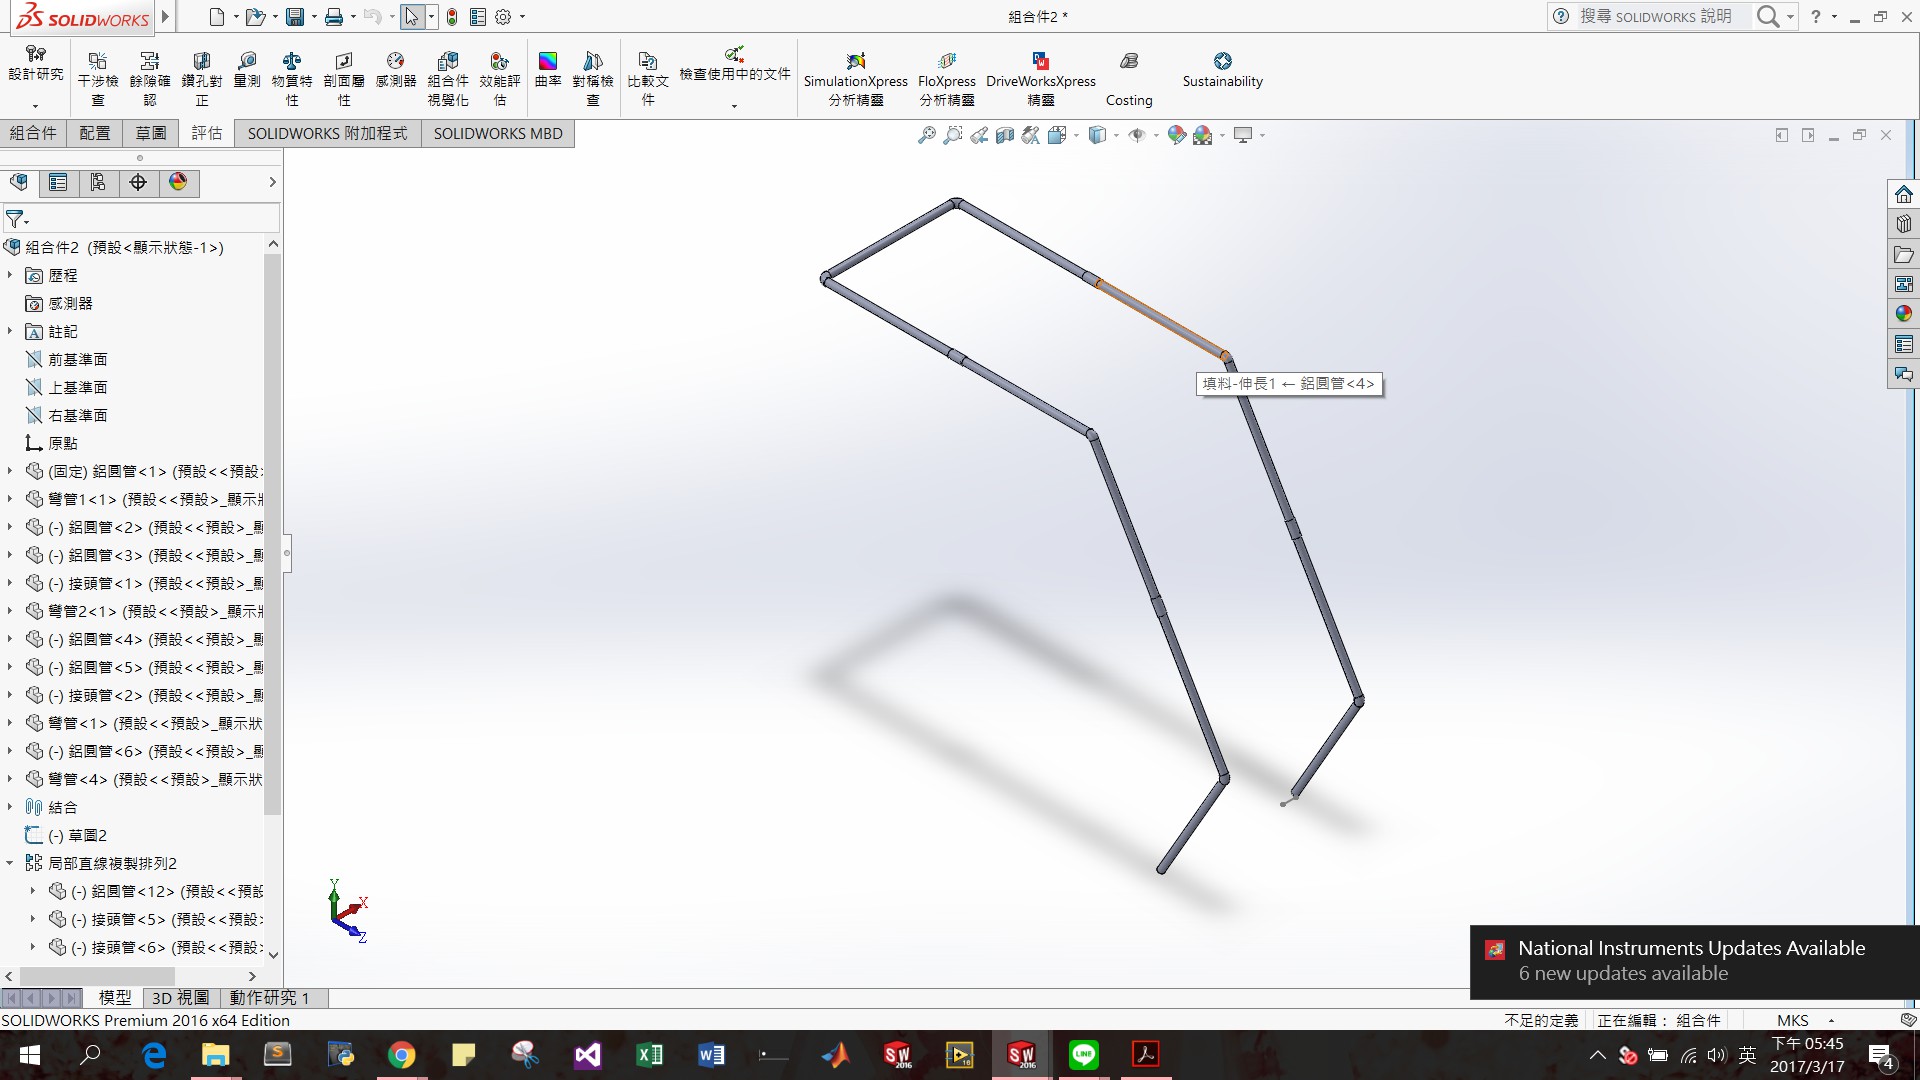 SOLIDWORKS
組合件2 *
搜尋 SOLIDWORKS 說明
設計研究
干涉檢查
餘隙確認
鑽孔對正
量測
物質特性
剖面屬性
感測器
組合件視覺化
效能評估
曲率
對稱檢查
比較文件
檢查使用中的文件
SimulationXpress 分析精靈
FloXpress 分析精靈
DriveWorksXpress 精靈
Costing
Sustainability
組合件
配置
草圖
評估
SOLIDWORKS 附加程式
SOLIDWORKS MBD
組合件2 (預設<顯示狀態-1>)
歷程
感測器
註記
前基準面
上基準面
右基準面
原點
(固定) 鋁圓管<1> (預設<<預設>
彎管1<1> (預設<<預設>_顯示
(-) 鋁圓管<2> (預設<<預設>_
(-) 鋁圓管<3> (預設<<預設>_
(-) 接頭管<1> (預設<<預設>_
彎管2<1> (預設<<預設>_顯示
(-) 鋁圓管<4> (預設<<預設>_
(-) 鋁圓管<5> (預設<<預設>_
(-) 接頭管<2> (預設<<預設>_
彎管<1> (預設<<預設>_顯示狀
(-) 鋁圓管<6> (預設<<預設>_
彎管<4> (預設<<預設>_顯示狀
結合
(-) 草圖2
局部直線複製排列2
(-) 鋁圓管<12> (預設<<預設
(-) 接頭管<5> (預設<<預設>
(-) 接頭管<6> (預設<<預設>
填料-伸長1 ← 鋁圓管<4>
Y
X
Z
National Instruments Updates Available
6 new updates available
模型
3D 視圖
動作研究 1
SOLIDWORKS Premium 2016 x64 Edition
不足的定義
正在編輯： 組合件
MKS
英
下午 05:45
2017/3/17
4